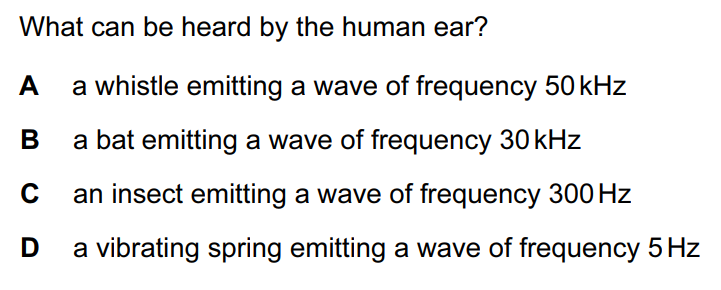 What can be heard by the human ear?
A a whistle emitting a wave of frequency 50 kHz
B a bat emitting a wave of frequency 30 kHz
C an insect emitting a wave of frequency 300 Hz
D a vibrating spring emitting a wave of frequency 5 Hz